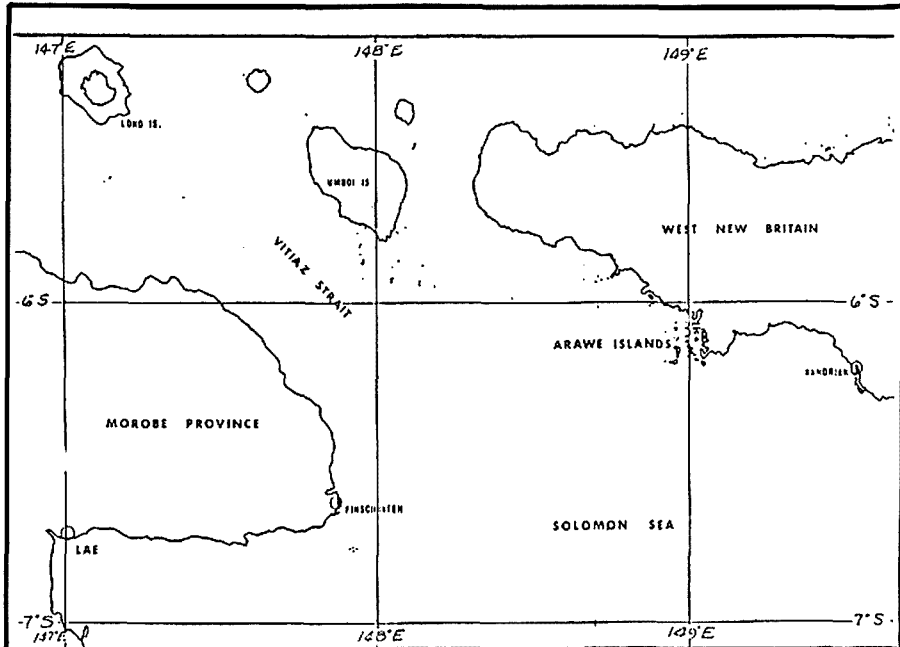 147°E 148°E 149°E
LONG IS.
UMBOI IS
WEST NEW BRITAIN
VITIAZ STRAIT
-6°S 6°S-
ARAWE ISLANDS
KANDRIAN
MOROBE PROVINCE
FINSCHHAFEN
SOLOMON SEA
LAE
-7°S 7°S-
147°E 148°E 149°E